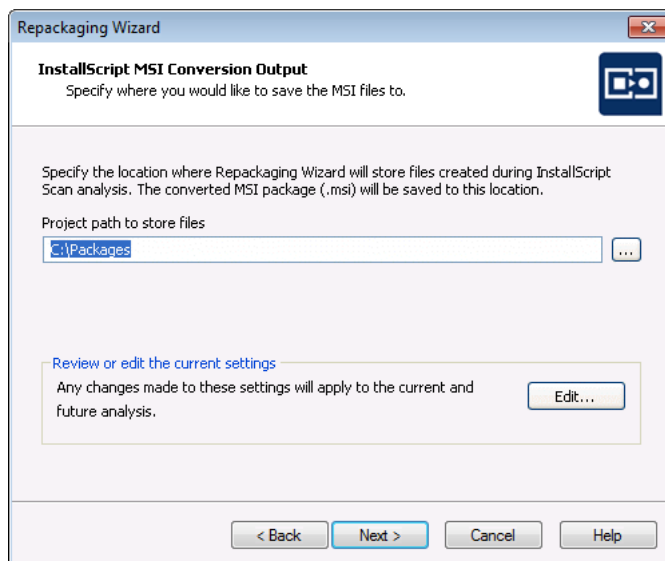 Repackaging Wizard
InstallScript MSI Conversion Output
Specify where you would like to save the MSI files to.
Specify the location where Repackaging Wizard will store files created during InstallScript
Scan analysis. The converted MSI package (.msi) will be saved to this location.
Project path to store files
C:\Packages
...
Review or edit the current settings
Any changes made to these settings will apply to the current and
future analysis.
Edit...
< Back
Next >
Cancel
Help